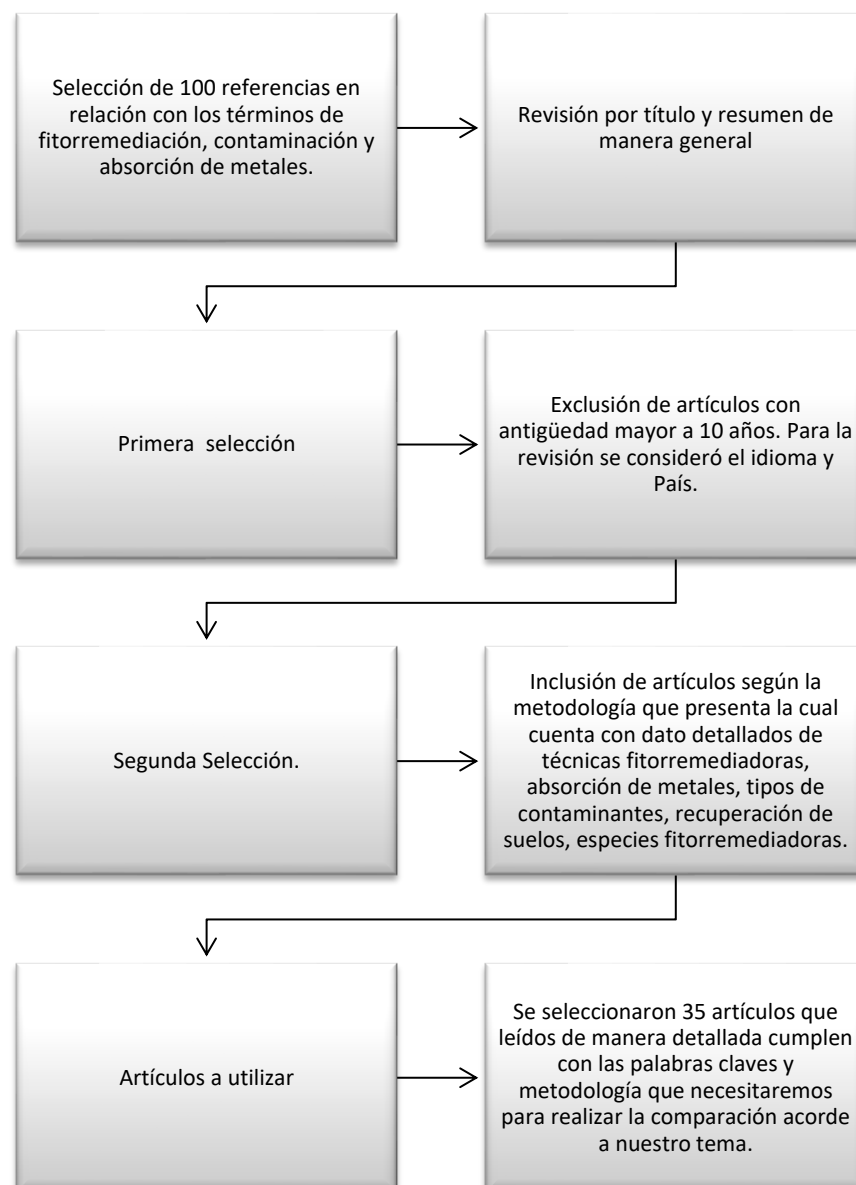 Selección de 100 referencias en
relación con los términos de
fitorremediación, contaminación y
absorción de metales.
Revisión por título y resumen de
manera general
Primera selección
Exclusión de artículos con
antigüedad mayor a 10 años. Para la
revisión se consideró el idioma y
País.
Segunda Selección.
Inclusión de artículos según la
metodología que presenta la cual
cuenta con dato detallados de
técnicas fitorremediadoras,
absorción de metales, tipos de
contaminantes, recuperación de
suelos, especies fitorremediadoras.
Artículos a utilizar
Se seleccionaron 35 artículos que
leídos de manera detallada cumplen
con las palabras claves y
metodología que necesitaremos
para realizar la comparación acorde
a nuestro tema.